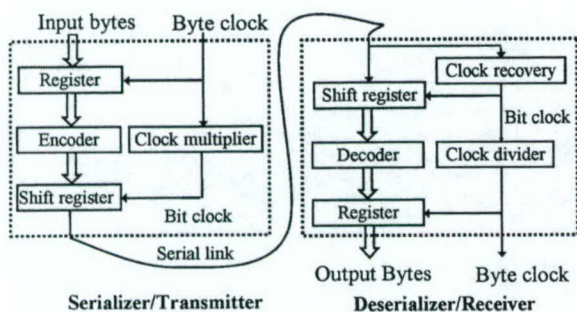 Input bytes
Byte clock
Register
Encoder
Clock multiplier
Shift register
Bit clock
Serial link
Serializer/Transmitter
Clock recovery
Shift register
Bit clock
Decoder
Clock divider
Register
Output Bytes
Byte clock
Deserializer/Receiver